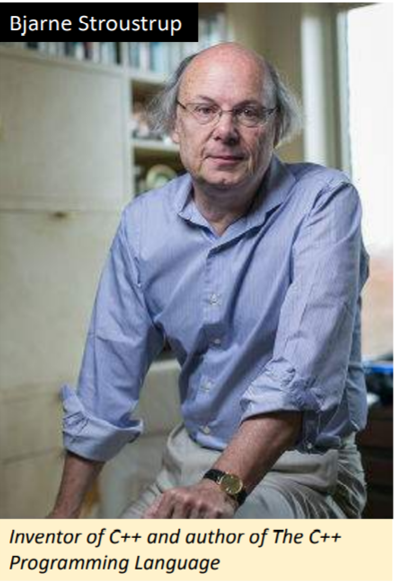 Bjarne Stroustrup
Inventor of C++ and author of The C++
Programming Language